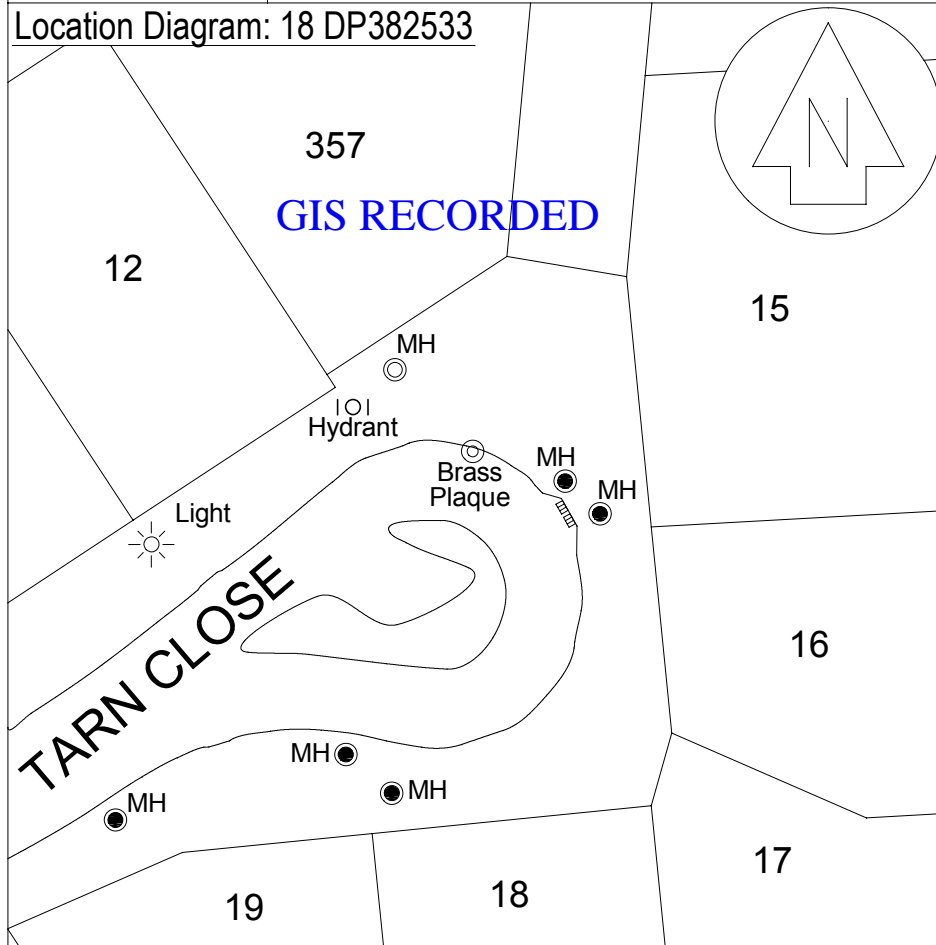 Location Diagram: 18 DP382533
N
357
GIS RECORDED
12
15
MH
Hydrant
Brass
Plaque
MH
MH
Light
TARN CLOSE
16
MH
MH
MH
17
18
19